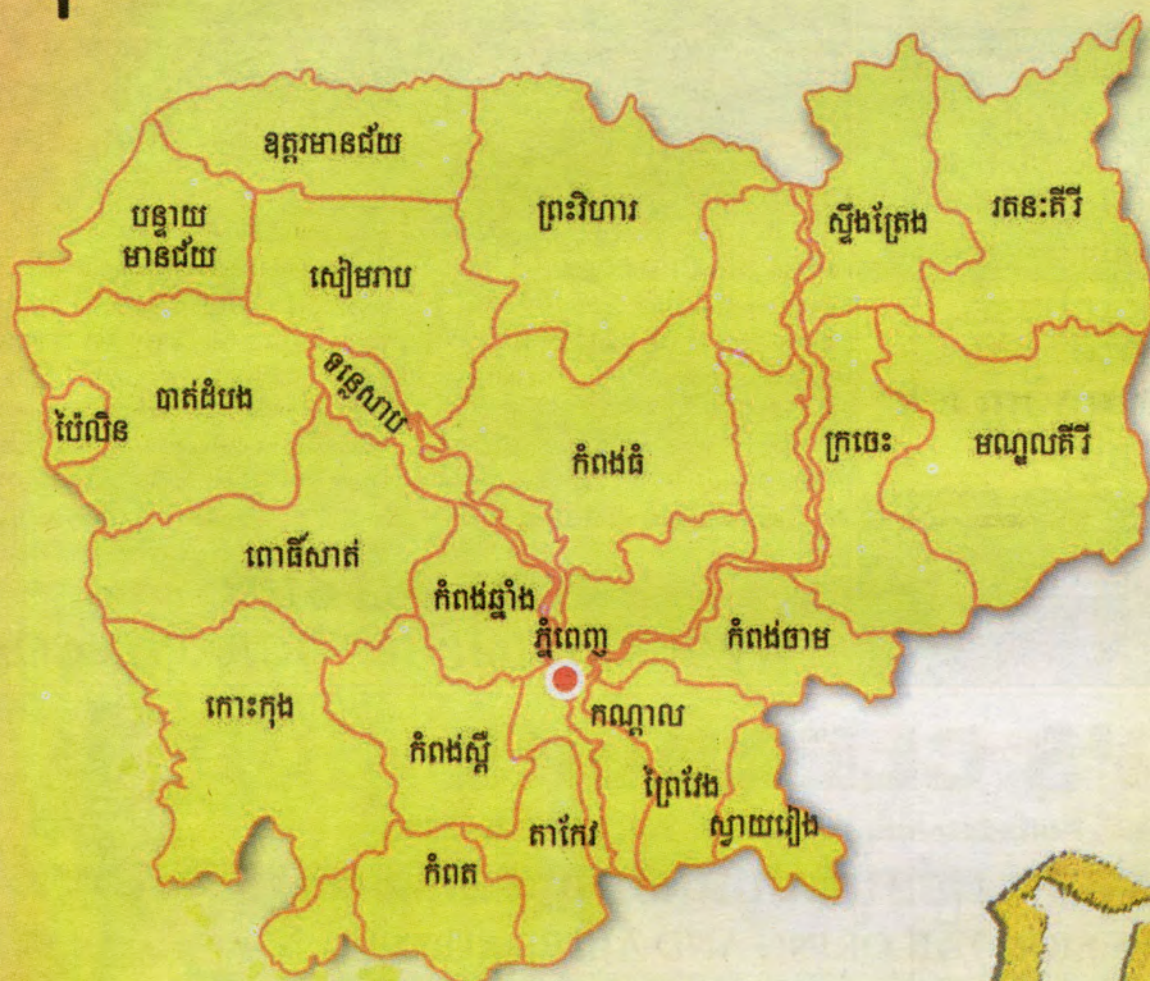 ឧត្តរមានជ័យ
ព្រះវិហារ
ស្ទឹងត្រែង
រតនៈគីរី
បន្ទាយ
មានជ័យ
សៀមរាប
ទន្លេសាប
បាត់ដំបង
ប៉ៃលិន
កំពង់ធំ
ក្រចេះ
មណ្ឌលគីរី
ពោធិ៍សាត់
កំពង់ឆ្នាំង
ភ្នំពេញ
កំពង់ចាម
កោះកុង
កណ្តាល
កំពង់ស្ពឺ
ព្រៃវែង
ស្វាយរៀង
តាកែវ
កំពត